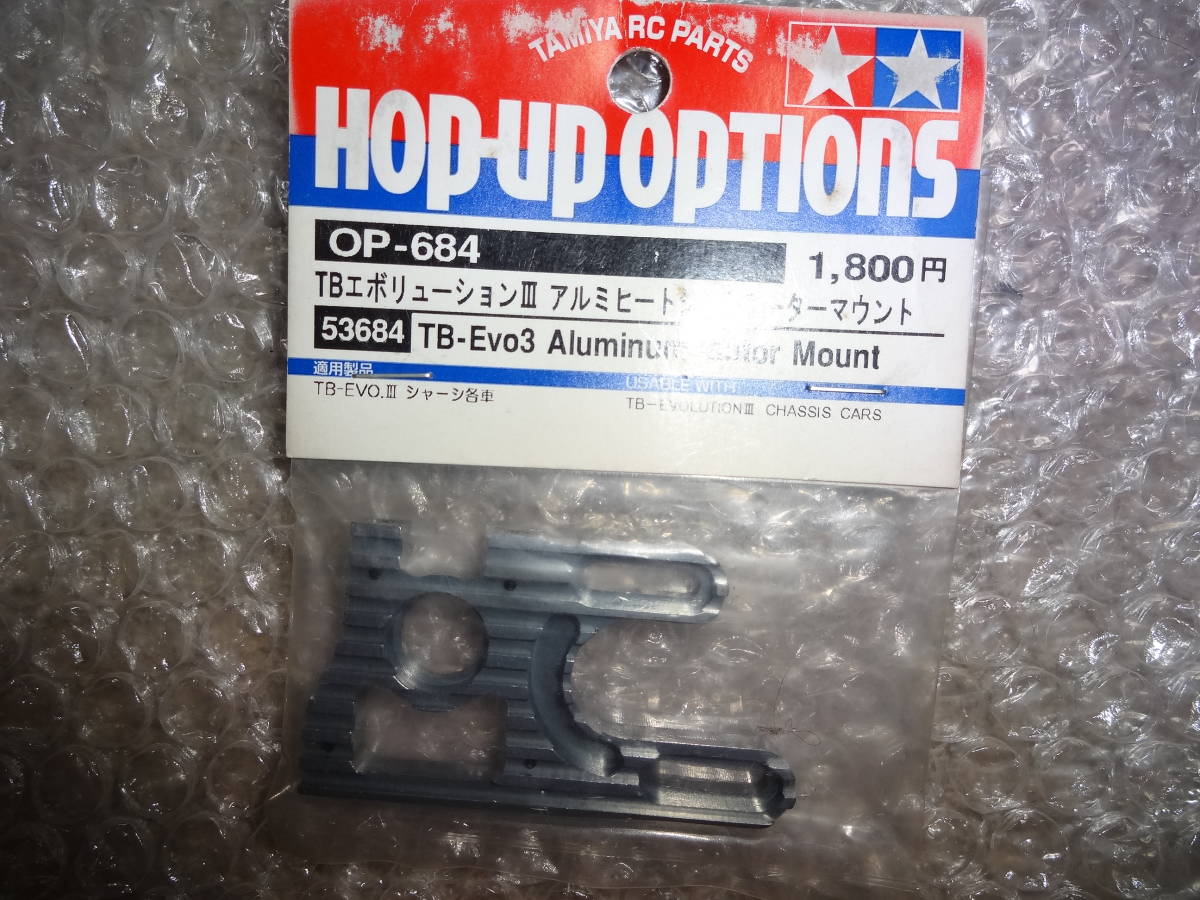 TAMIYA RC PARTS
HOP-UP OPTIONS
OP-684
1,800円
TBエボリューションⅢ アルミヒート ーターマウント
53684 TB-Evo3 Aluminum Motor Mount
適用製品
TB-EVO.Ⅲ シャーシ各車
USABLE WITH
TB-EVOLUTIONⅢ CHASSIS CARS